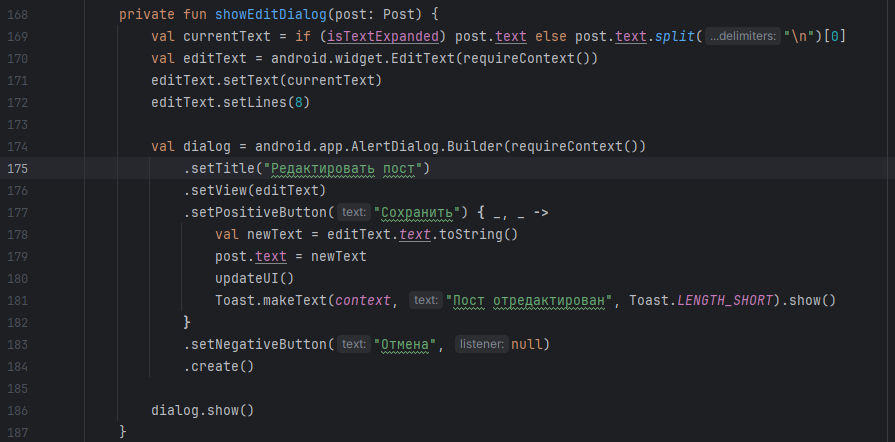 168 private fun showEditDialog(post: Post) {
169 val currentText = if (isTextExpanded) post.text else post.text.split( ...delimiters: "\n")[0]
170 val editText = android.widget.EditText(requireContext())
171 editText.setText(currentText)
172 editText.setLines(8)
173
174 val dialog = android.app.AlertDialog.Builder(requireContext())
175 .setTitle("Редактировать пост")
176 .setView(editText)
177 .setPositiveButton( text: "Сохранить") { _, _ ->
178 val newText = editText.text.toString()
179 post.text = newText
180 updateUI()
181 Toast.makeText(context, text: "Пост отредактирован", Toast.LENGTH_SHORT).show()
182 }
183 .setNegativeButton( text: "Отмена", listener: null)
184 .create()
185
186 dialog.show()
187 }